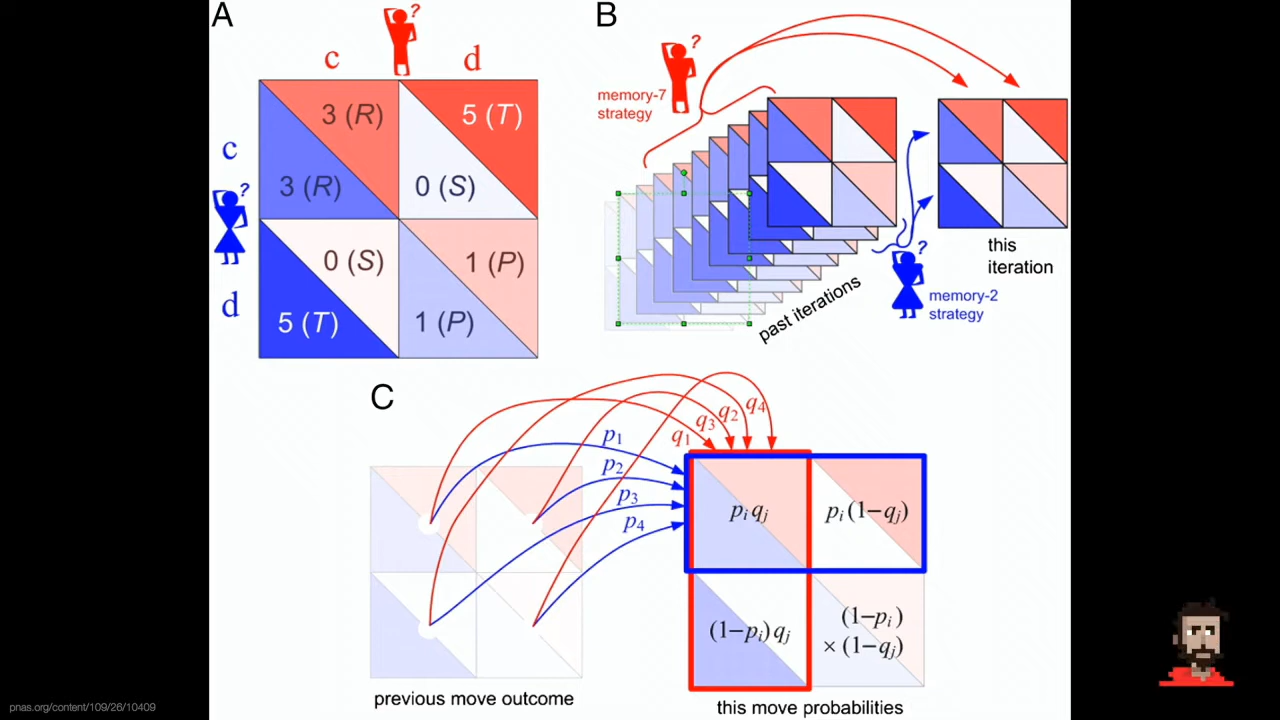 A
?
c
d
3 (R)
5 (T)
c
3 (R)
0 (S)
?
0 (S)
1 (P)
d
5 (T)
1 (P)
B
?
memory-7
strategy
past iterations
this
iteration
?
memory-2
strategy
C
p1
p2
p3
p4
q1
q3
q2
q4
pi qj
pi (1−qj)
(1−pi) qj
(1−pi)
× (1−qj)
previous move outcome
this move probabilities
pnas.org/content/109/26/10409